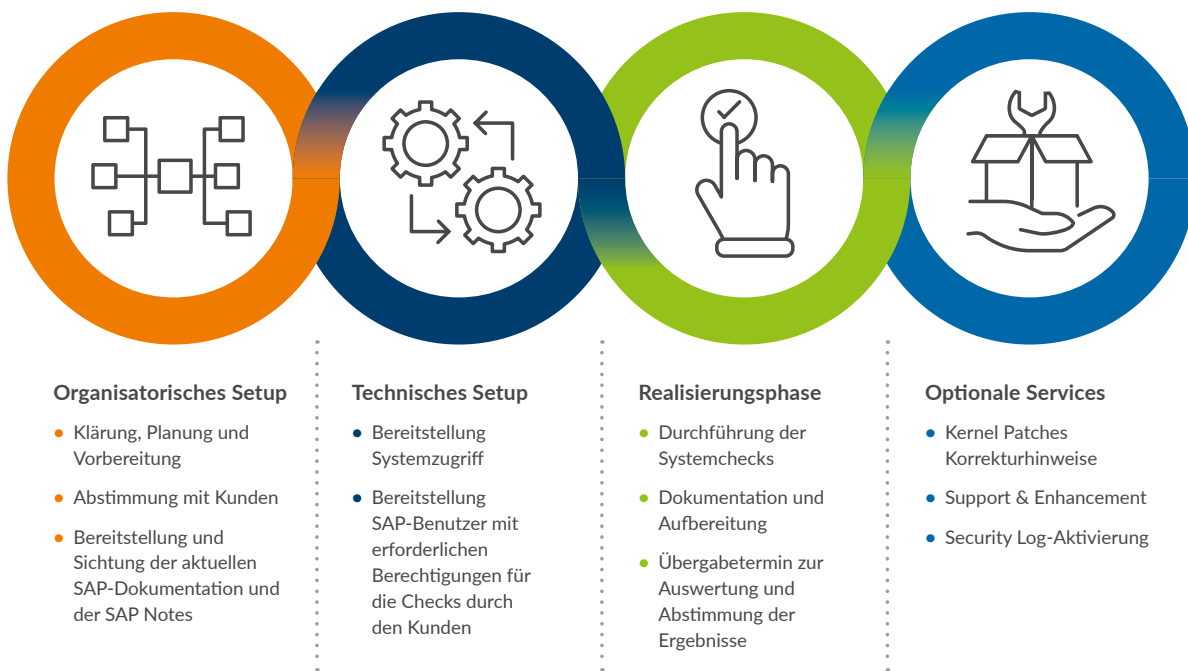 Organisatorisches Setup
Klärung, Planung und
Vorbereitung
Abstimmung mit Kunden
Bereitstellung und
Sichtung der aktuellen
SAP-Dokumentation und
der SAP Notes
Technisches Setup
Bereitstellung
Systemzugriff
Bereitstellung
SAP-Benutzer mit
erforderlichen
Berechtigungen für
die Checks durch
den Kunden
Realisierungsphase
Durchführung der
Systemchecks
Dokumentation und
Aufbereitung
Übergabetermin zur
Auswertung und
Abstimmung der
Ergebnisse
Optionale Services
Kernel Patches
Korrekturhinweise
Support & Enhancement
Security Log-Aktivierung